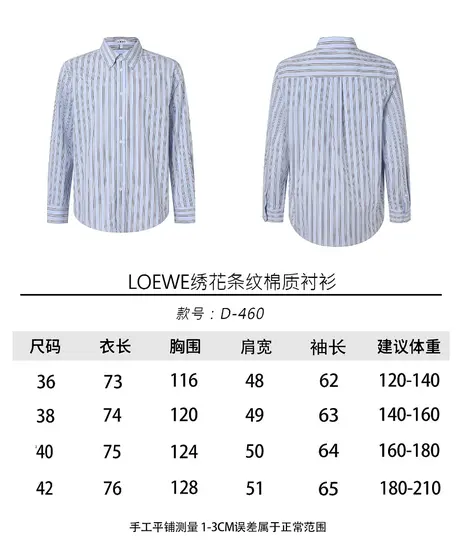 LOEWE绣花条纹棉质衬衫
款号：D-460
尺码 衣长 胸围 肩宽 袖长 建议体重
36 73 116 48 62 120-140
38 74 120 49 63 140-160
40 75 124 50 64 160-180
42 76 128 51 65 180-210
手工平铺测量 1-3CM误差属于正常范围